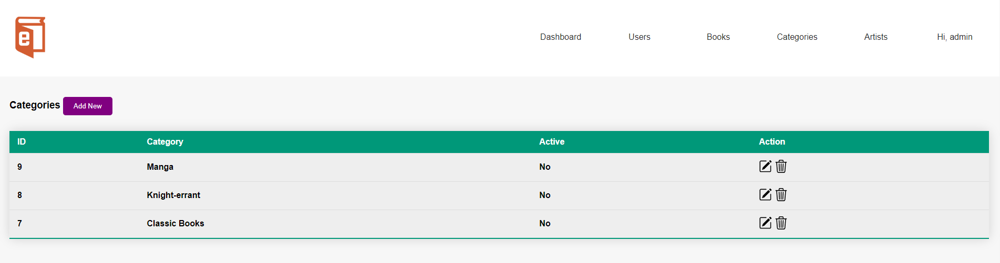 e
Dashboard Users Books Categories Artists Hi, admin
Categories Add New
ID Category Active Action
9 Manga No
8 Knight-errant No
7 Classic Books No